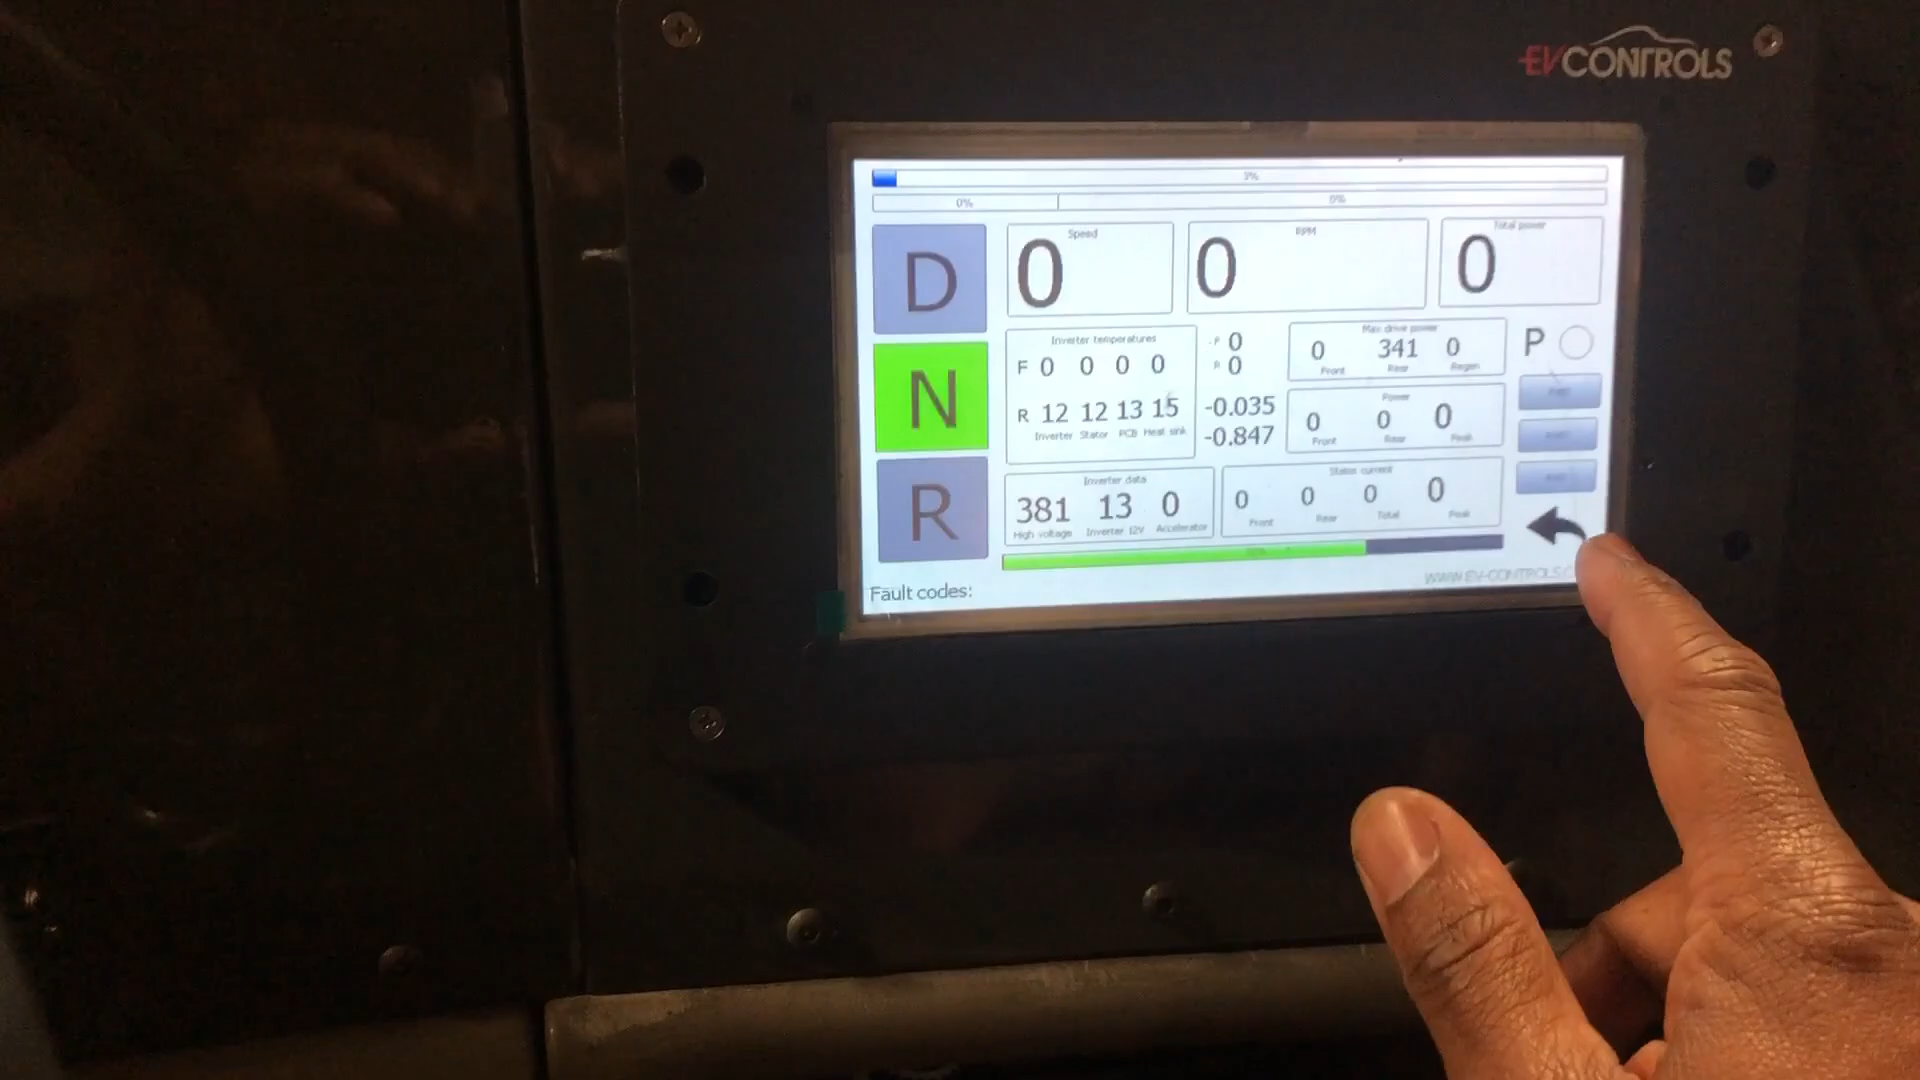 EVCONTROLS
3%
0% 0%
D
N
R
Speed
0
RPM
0
Total power
0
Inverter temperatures
F 0 0 0 0
R 12 12 13 15
Inverter Stator PCB Heat sink
P 0
R 0
-0.035
-0.847
Max drive power
0 341 0
Front Rear Regen
Power
0 0 0
Front Rear Peak
P
Inverter data
381 13 0
High voltage Inverter 12V Accelerator
Stator current
0 0 0 0
Front Rear Total Peak
WWW.EV-CONTROLS.C
Fault codes: